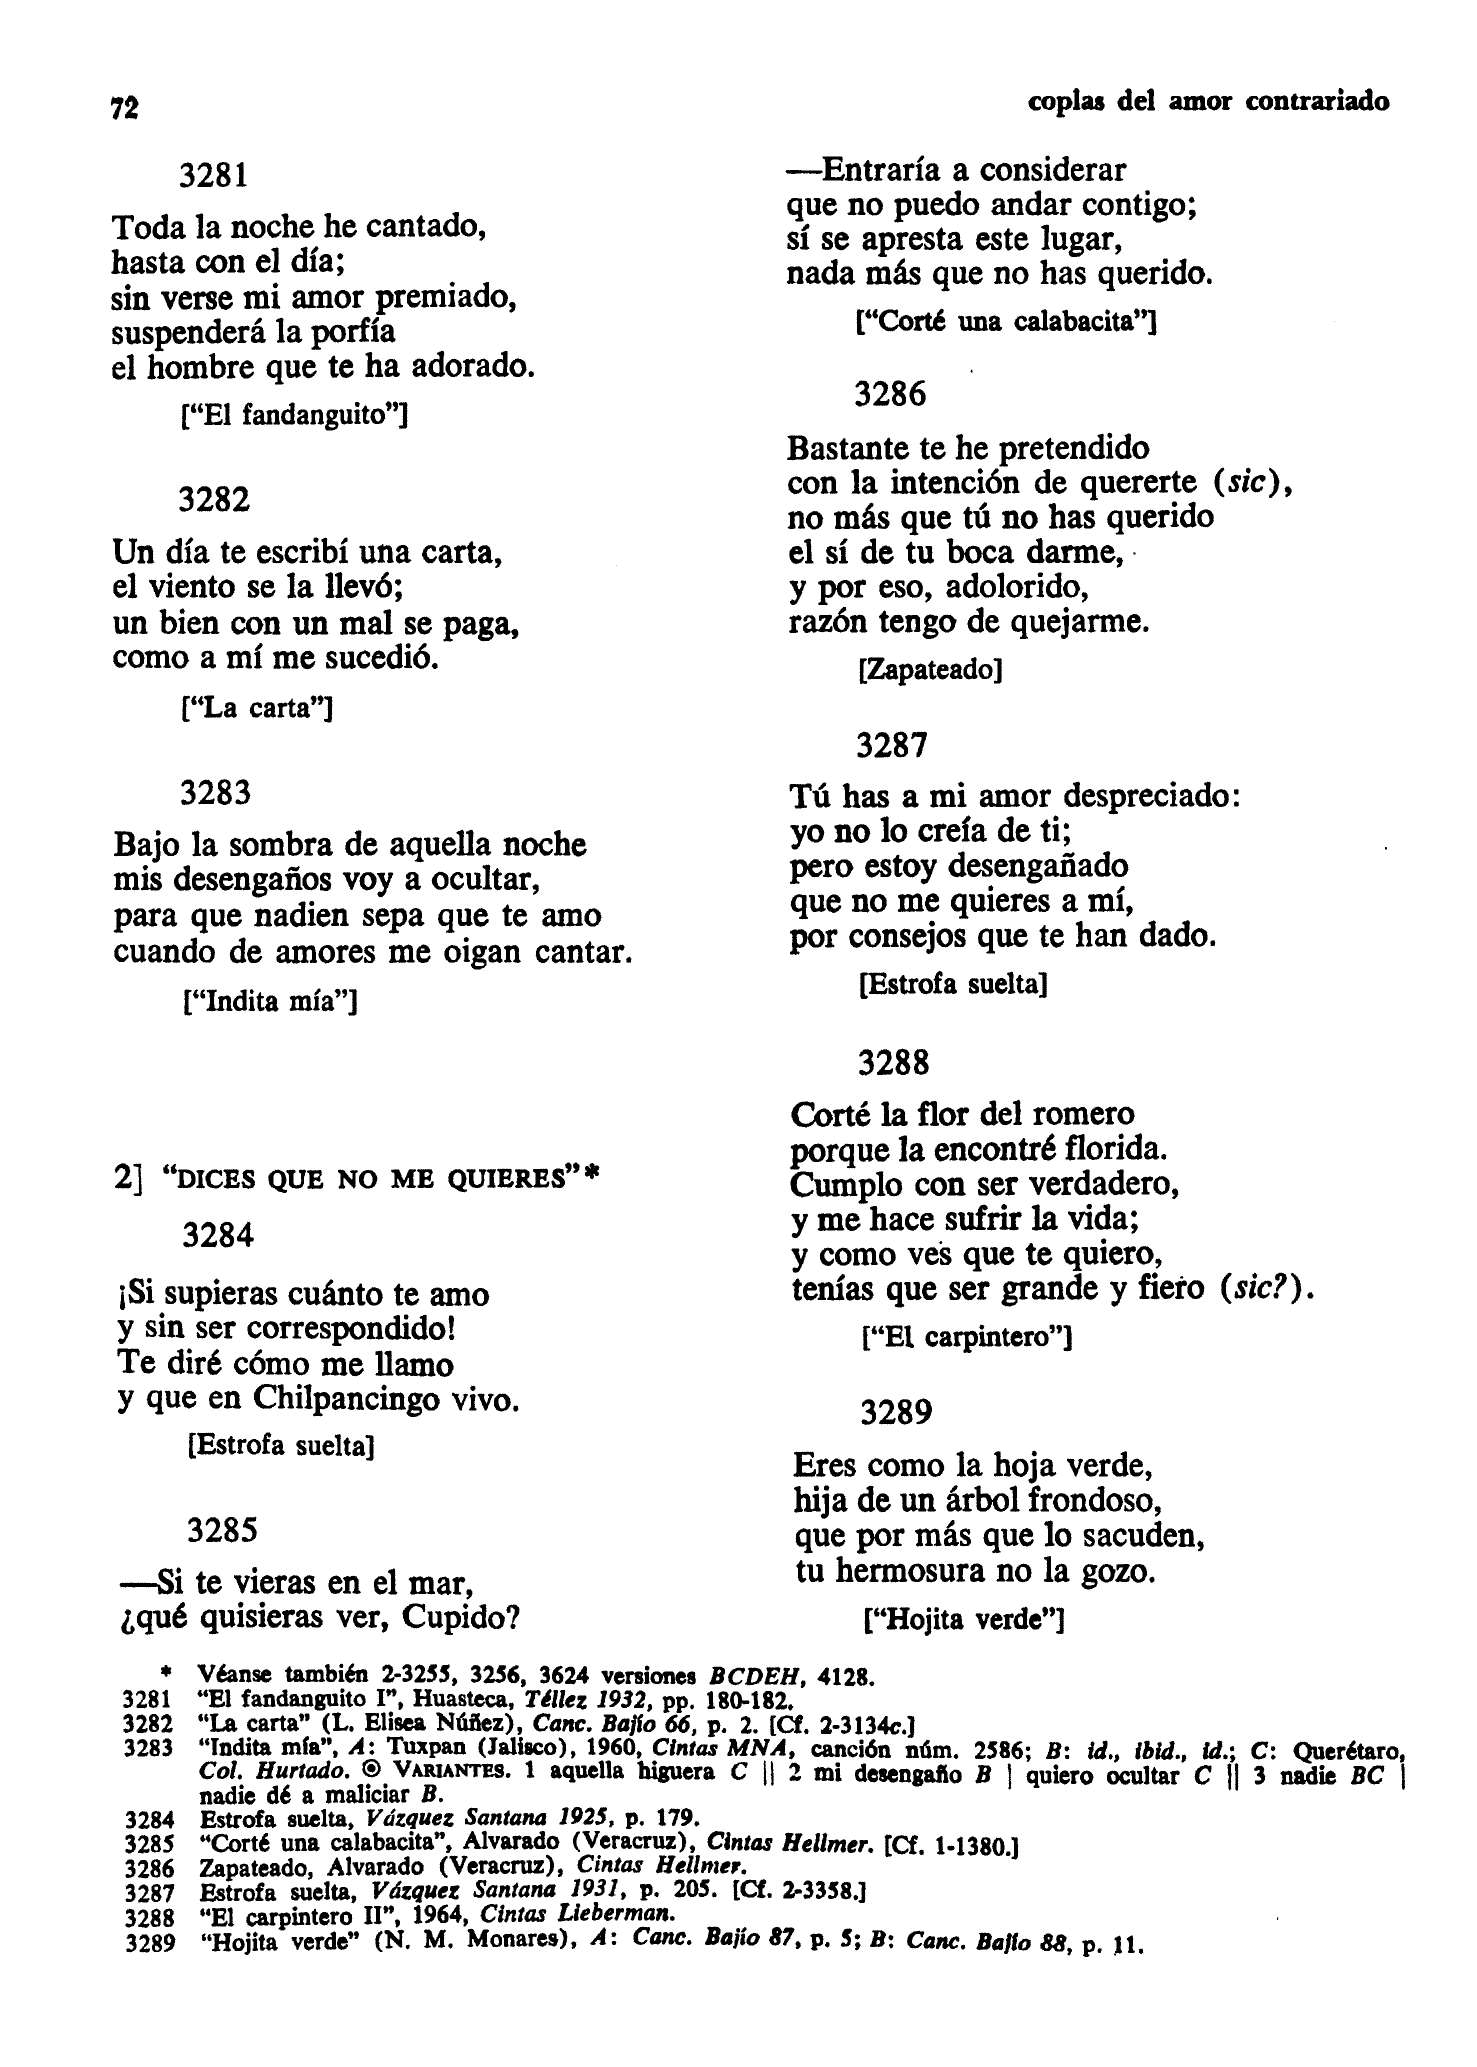 72
coplas del amor contrariado
3281
Toda la noche he cantado,
hasta con el día;
sin verse mi amor premiado,
suspenderá la porfía
el hombre que te ha adorado.
[“El fandanguito”]
3282
Un día te escribí una carta,
el viento se la llevó;
un bien con un mal se paga,
como a mí me sucedió.
[“La carta”]
3283
Bajo la sombra de aquella noche
mis desengaños voy a ocultar,
para que nadien sepa que te amo
cuando de amores me oigan cantar.
[“Indita mía”]
2] “DICES QUE NO ME QUIERES”*
3284
¡Si supieras cuánto te amo
y sin ser correspondido!
Te diré cómo me llamo
y que en Chilpancingo vivo.
[Estrofa suelta]
3285
—Si te vieras en el mar,
¿qué quisieras ver, Cupido?
—Entraría a considerar
que no puedo andar contigo;
sí se apresta este lugar,
nada más que no has querido.
[“Corté una calabacita”]
3286
Bastante te he pretendido
con la intención de quererte (sic),
no más que tú no has querido
el sí de tu boca darme,
y por eso, adolorido,
razón tengo de quejarme.
[Zapateado]
3287
Tú has a mi amor despreciado:
yo no lo creía de ti;
pero estoy desengañado
que no me quieres a mí,
por consejos que te han dado.
[Estrofa suelta]
3288
Corté la flor del romero
porque la encontré florida.
Cumplo con ser verdadero,
y me hace sufrir la vida;
y como ves que te quiero,
tenías que ser grande y fiero (sic?).
[“El carpintero”]
3289
Eres como la hoja verde,
hija de un árbol frondoso,
que por más que lo sacuden,
tu hermosura no la gozo.
[“Hojita verde”]
* Véanse también 2-3255, 3256, 3624 versiones BCDEH, 4128.
3281 “El fandanguito I”, Huasteca, Téllez 1932, pp. 180-182.
3282 “La carta” (L. Elisea Núñez), Canc. Bajío 66, p. 2. [Cf. 2-3134c.]
3283 “Indita mía”, A: Tuxpan (Jalisco), 1960, Cintas MNA, canción núm. 2586; B: id., ibid., id.; C: Querétaro,
Col. Hurtado. ® VARIANTES. 1 aquella higuera C || 2 mi desengaño B | quiero ocultar C || 3 nadie BC |
nadie dé a maliciar B.
3284 Estrofa suelta, Vázquez Santana 1925, p. 179.
3285 “Corté una calabacita”, Alvarado (Veracruz), Cintas Hellmer. [Cf. 1-1380.]
3286 Zapateado, Alvarado (Veracruz), Cintas Hellmer.
3287 Estrofa suelta, Vázquez Santana 1931, p. 205. [Cf. 2-3358.]
3288 “El carpintero II”, 1964, Cintas Lieberman.
3289 “Hojita verde” (N. M. Monares), A: Canc. Bajío 87, p. 5; B: Canc. Bajío 88, p. 11.